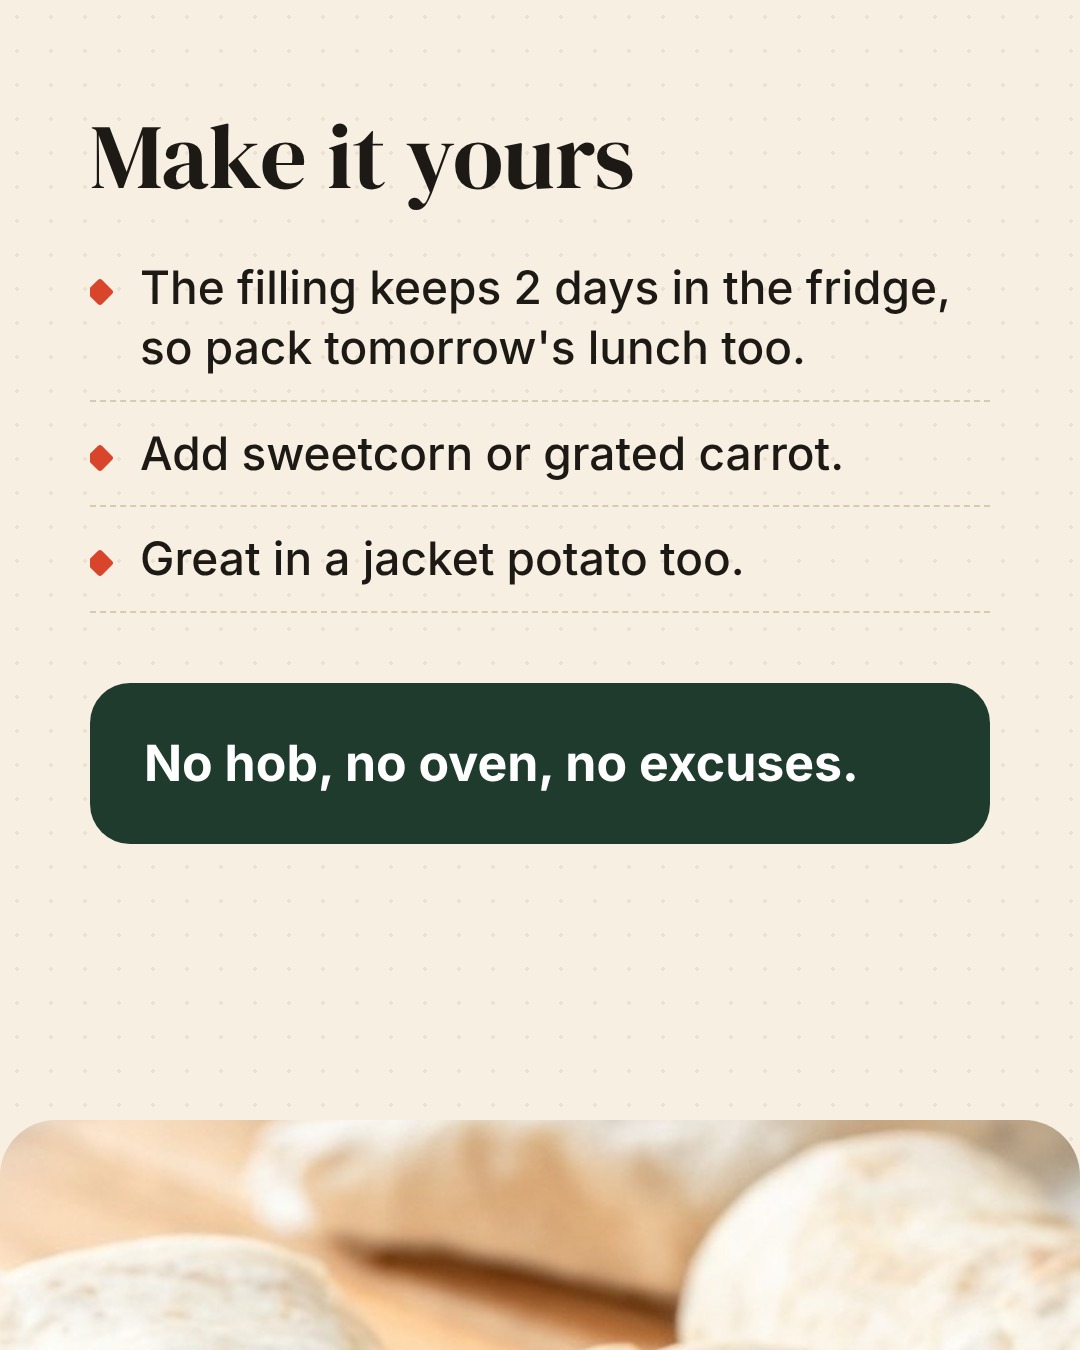 Make it yours
The filling keeps 2 days in the fridge,
so pack tomorrow's lunch too.
Add sweetcorn or grated carrot.
Great in a jacket potato too.
No hob, no oven, no excuses.